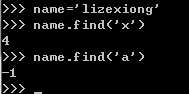 >>> name='lizexiong'
>>> name.find('x')
4
>>> name.find('a')
-1
>>>